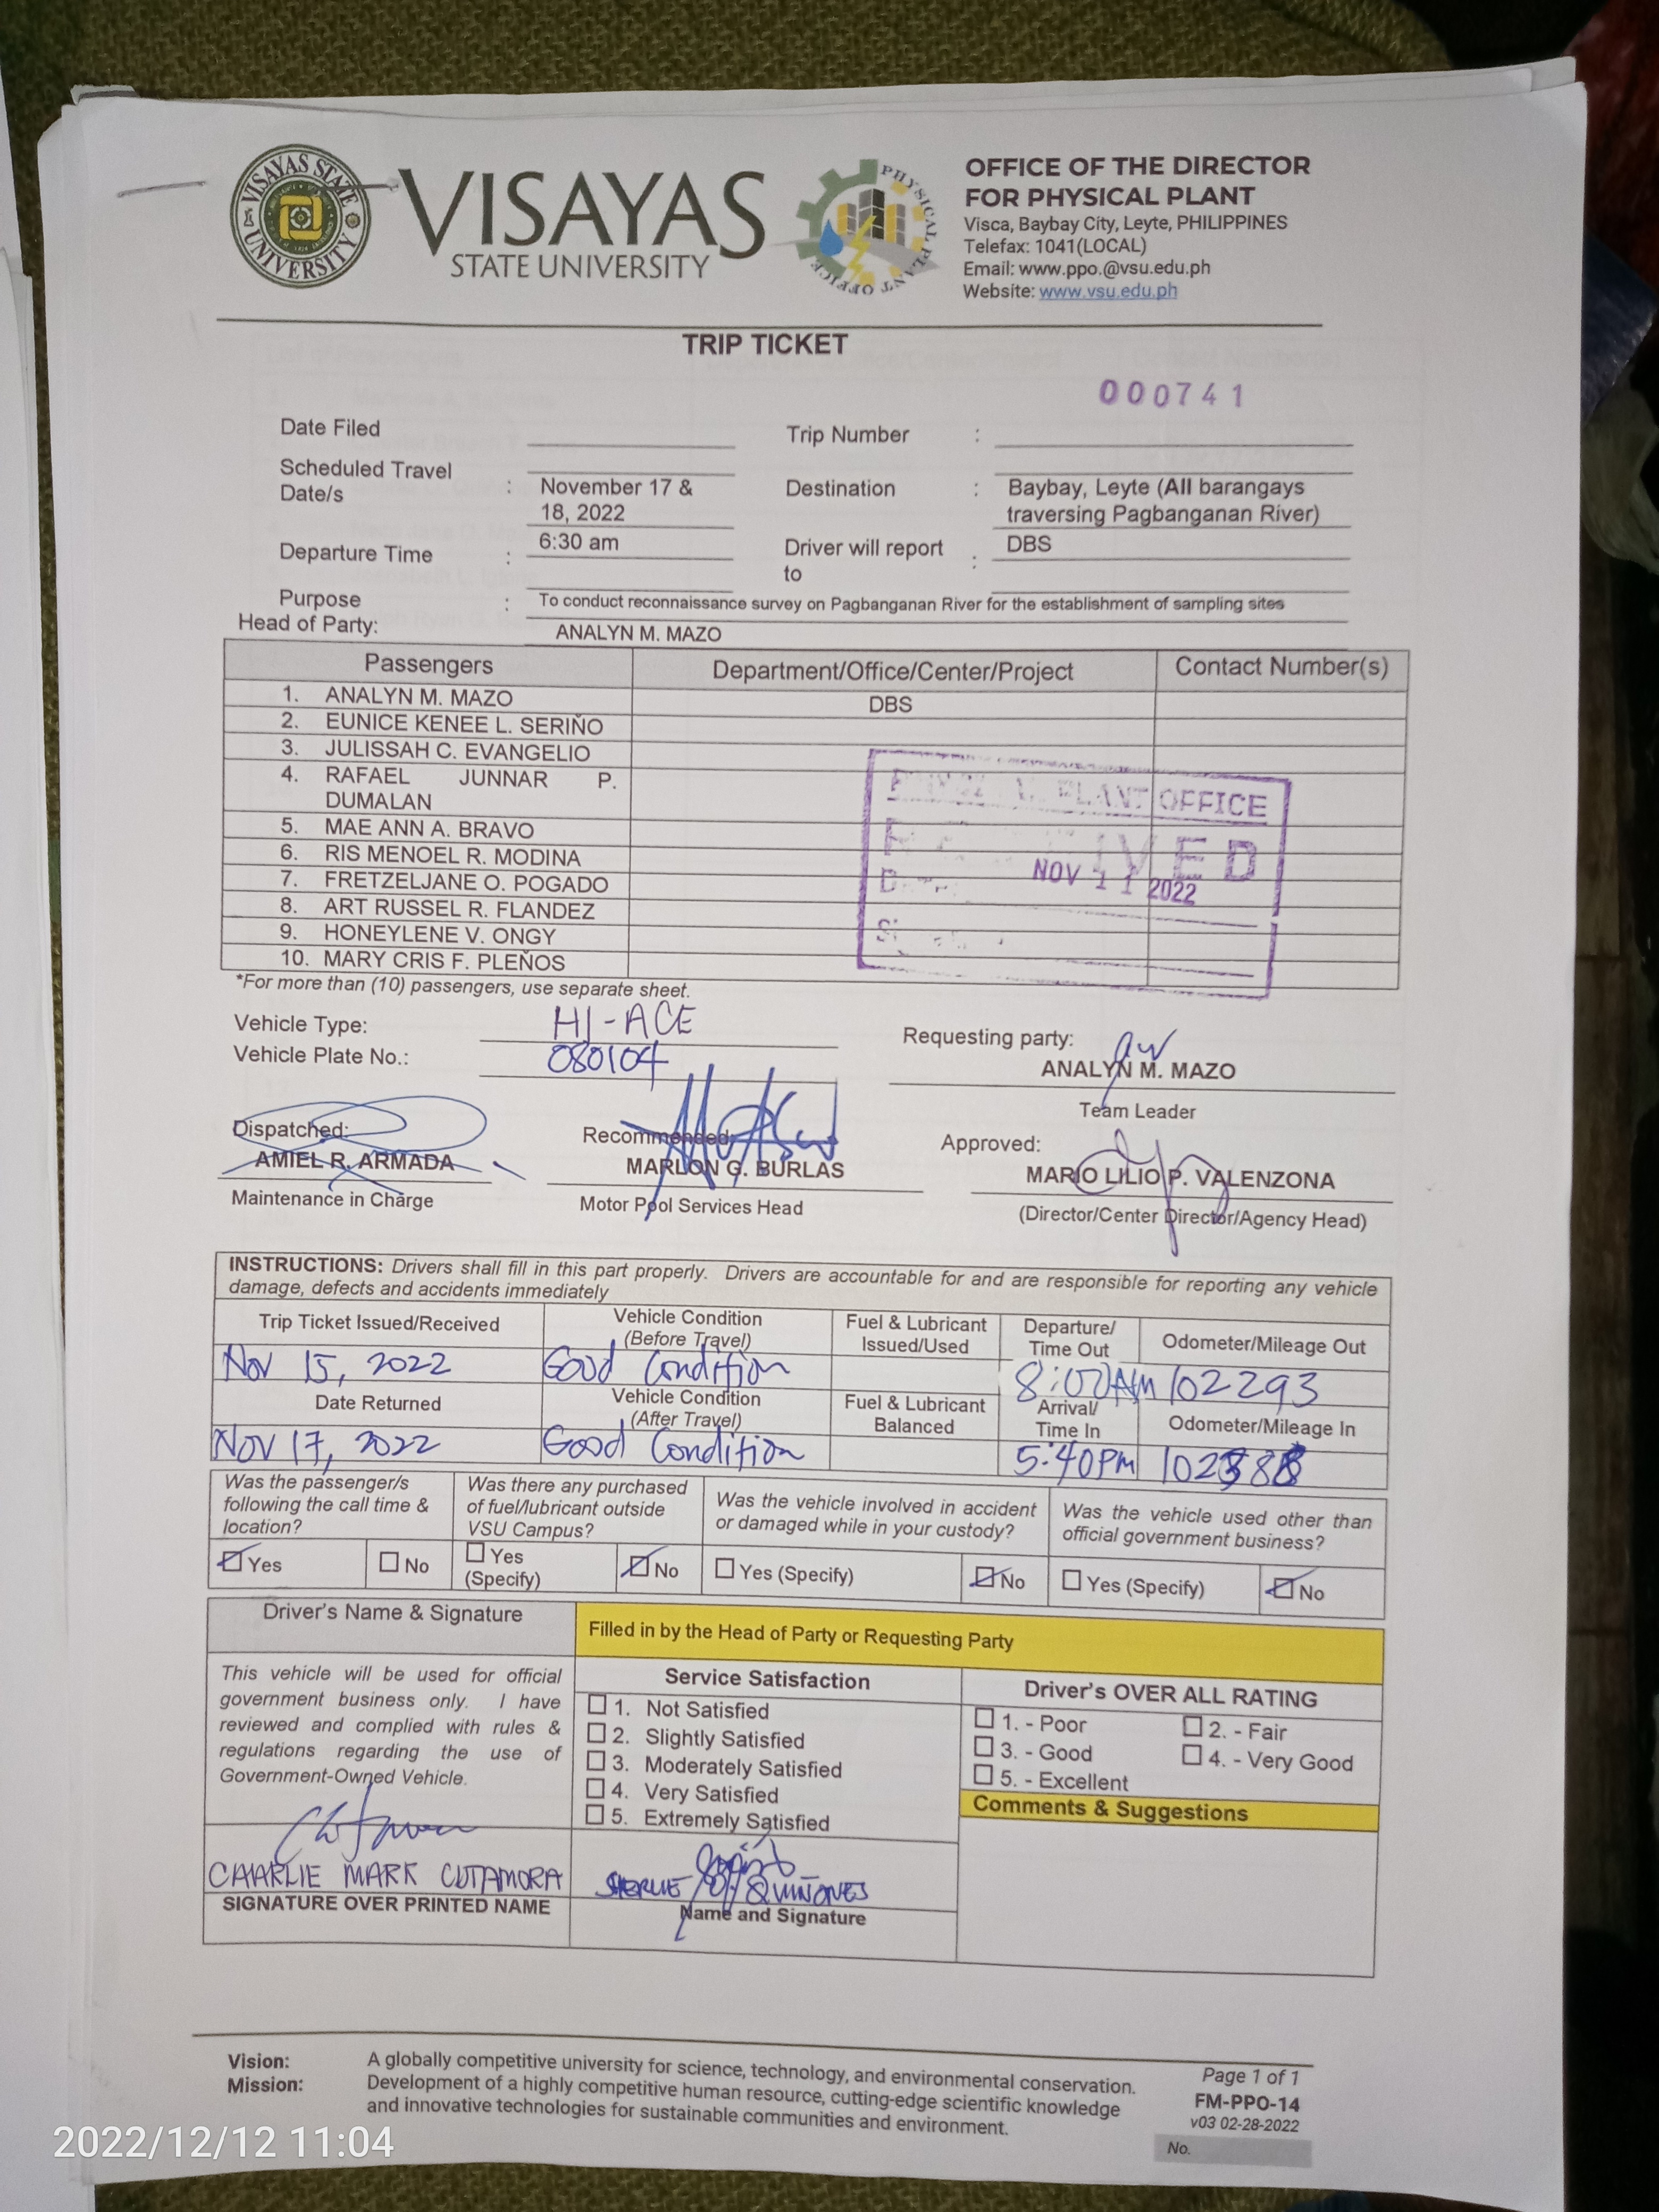 VISAYAS STATE UNIVERSITY
VISAYAS
STATE UNIVERSITY
PHYSICAL PLANT OFFICE
OFFICE OF THE DIRECTOR
FOR PHYSICAL PLANT
Visca, Baybay City, Leyte, PHILIPPINES
Telefax: 1041(LOCAL)
Email: www.ppo.@vsu.edu.ph
Website: www.vsu.edu.ph
TRIP TICKET
000741
Date Filed Trip Number :
Scheduled Travel Date/s : November 17 & 18, 2022
Destination : Baybay, Leyte (All barangays traversing Pagbanganan River)
Departure Time : 6:30 am
Driver will report to : DBS
Purpose : To conduct reconnaissance survey on Pagbanganan River for the establishment of sampling sites
Head of Party: ANALYN M. MAZO
Passengers Department/Office/Center/Project Contact Number(s)
1. ANALYN M. MAZO DBS
2. EUNICE KENEE L. SERIÑO
3. JULISSAH C. EVANGELIO
4. RAFAEL JUNNAR P.
DUMALAN
5. MAE ANN A. BRAVO
6. RIS MENOEL R. MODINA
7. FRETZELJANE O. POGADO
8. ART RUSSEL R. FLANDEZ
9. HONEYLENE V. ONGY
10. MARY CRIS F. PLEÑOS
PLANT OFFICE
NOV 11 2022
*For more than (10) passengers, use separate sheet.
Vehicle Type: HI-ACE
Vehicle Plate No.: 080104
Requesting party:
ANALYN M. MAZO
Team Leader
Dispatched:
AMIEL R. ARMADA
Maintenance in Charge
Recommended:
MARLON G. BURLAS
Motor Pool Services Head
Approved:
MARIO LILIO P. VALENZONA
(Director/Center Director/Agency Head)
INSTRUCTIONS: Drivers shall fill in this part properly. Drivers are accountable for and are responsible for reporting any vehicle
damage, defects and accidents immediately
Trip Ticket Issued/Received Vehicle Condition (Before Travel) Fuel & Lubricant Issued/Used Departure/ Time Out Odometer/Mileage Out
Nov 15, 2022 Good Condition 8:00AM 102293
Date Returned Vehicle Condition (After Travel) Fuel & Lubricant Balanced Arrival/ Time In Odometer/Mileage In
Nov 17, 2022 Good Condition 5:40PM
Was the passenger/s following the call time & location?
Was there any purchased of fuel/lubricant outside VSU Campus?
Was the vehicle involved in accident or damaged while in your custody?
Was the vehicle used other than official government business?
Yes No Yes (Specify) No Yes (Specify) No Yes (Specify) No
Driver's Name & Signature
Filled in by the Head of Party or Requesting Party
This vehicle will be used for official
government business only. I have
reviewed and complied with rules &
regulations regarding the use of
Government-Owned Vehicle.
CHARLIE MARK CUTAMORA
SIGNATURE OVER PRINTED NAME
Service Satisfaction
1. Not Satisfied
2. Slightly Satisfied
3. Moderately Satisfied
4. Very Satisfied
5. Extremely Satisfied
QUIÑONES
Name and Signature
Driver's OVER ALL RATING
1. - Poor 2. - Fair
3. - Good 4. - Very Good
5. - Excellent
Comments & Suggestions
Vision: A globally competitive university for science, technology, and environmental conservation.
Mission: Development of a highly competitive human resource, cutting-edge scientific knowledge
and innovative technologies for sustainable communities and environment.
Page 1 of 1
FM-PPO-14
v03 02-28-2022
No.
2022/12/12 11:04